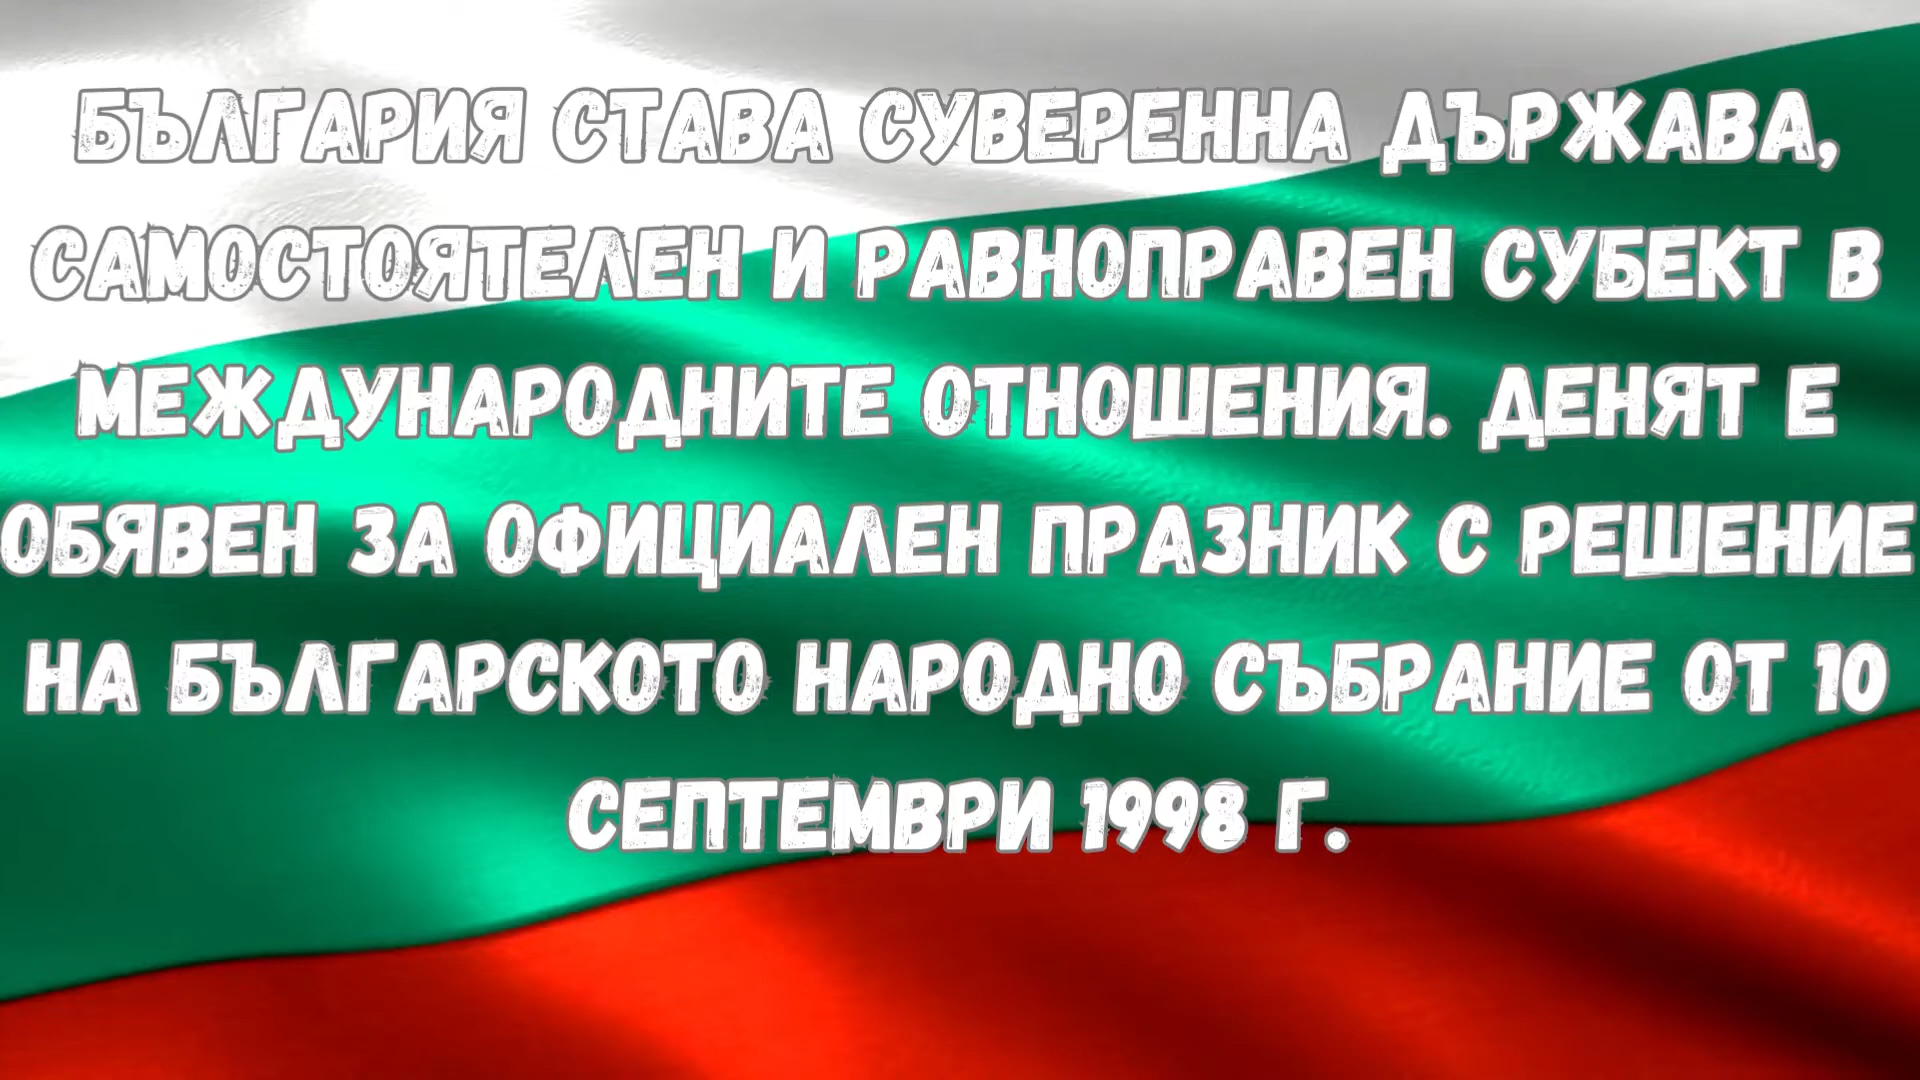 БЪЛГАРИЯ СТАВА СУВЕРЕННА ДЪРЖАВА,
САМОСТОЯТЕЛЕН И РАВНОПРАВЕН СУБЕКТ В
МЕЖДУНАРОДНИТЕ ОТНОШЕНИЯ. ДЕНЯТ Е
ОБЯВЕН ЗА ОФИЦИАЛЕН ПРАЗНИК С РЕШЕНИЕ
НА БЪЛГАРСКОТО НАРОДНО СЪБРАНИЕ ОТ 10
СЕПТЕМВРИ 1998 Г.